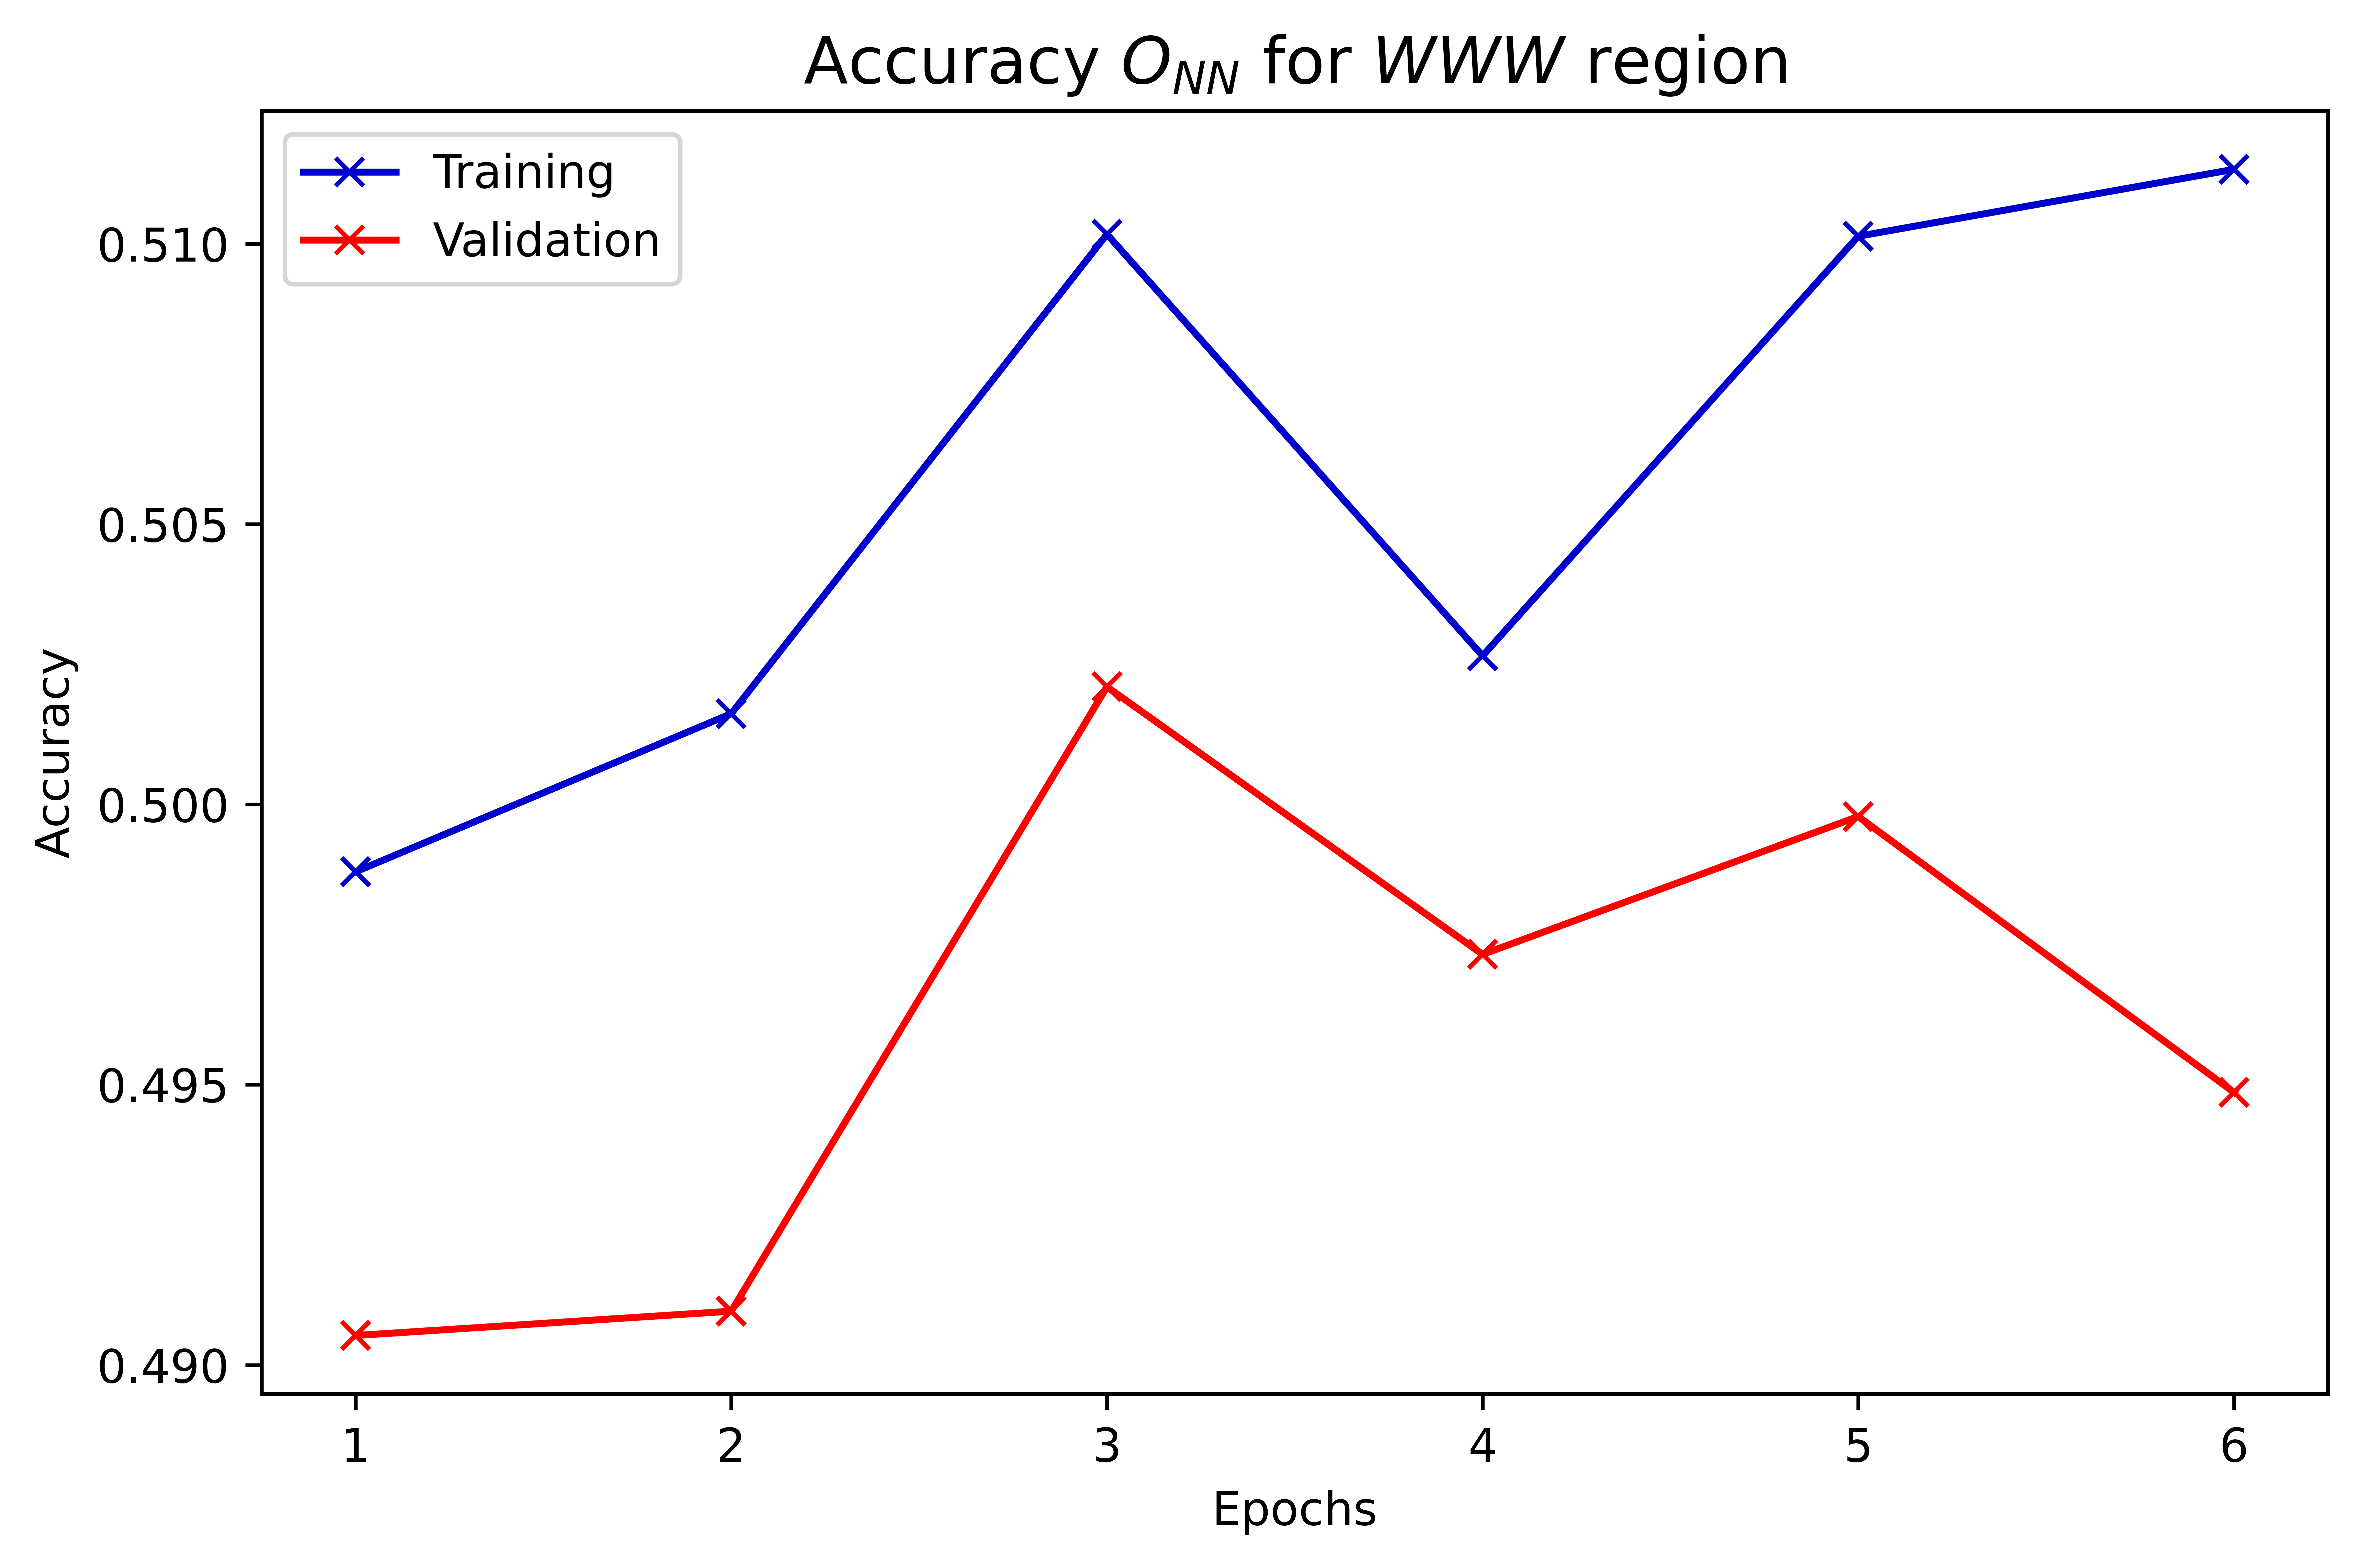 Accuracy O_NN for WWW region
Training
Validation
0.510
0.505
0.500
0.495
0.490
Accuracy
1 2 3 4 5 6
Epochs